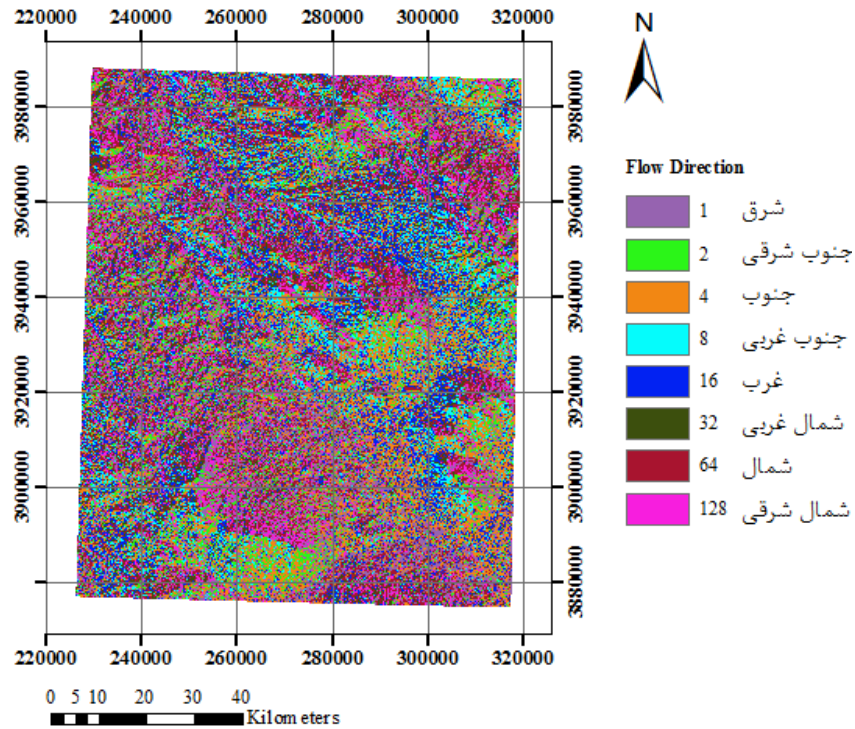 220000 240000 260000 280000 300000 320000
N
3980000 3980000
3960000 3960000
3940000 3940000
3920000 3920000
3900000 3900000
3880000
Flow Direction
1 شرق
2 جنوب شرقی
4 جنوب
8 جنوب غربی
16 غرب
32 شمال غربی
64 شمال
128 شمال شرقی
220000 240000 260000 280000 300000 320000
0 5 10 20 30 40
Kilometers